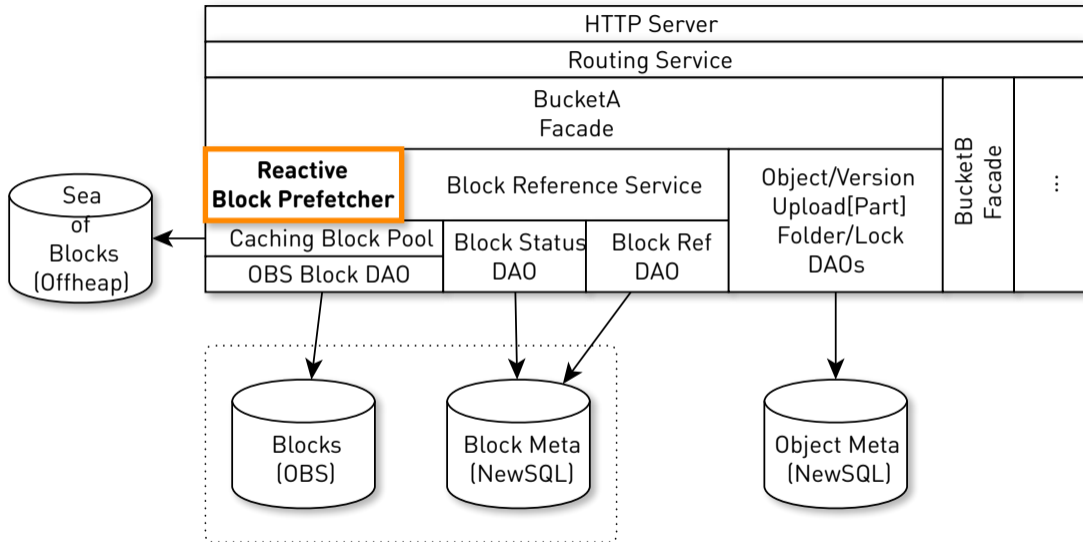 HTTP Server
Routing Service
BucketA
Facade
BucketB
Facade
...
Reactive
Block Prefetcher
Block Reference Service
Object/Version
Upload[Part]
Folder/Lock
DAOs
Caching Block Pool
OBS Block DAO
Block Status
DAO
Block Ref
DAO
Sea
of
Blocks
(Offheap)
Blocks
(OBS)
Block Meta
(NewSQL)
Object Meta
(NewSQL)